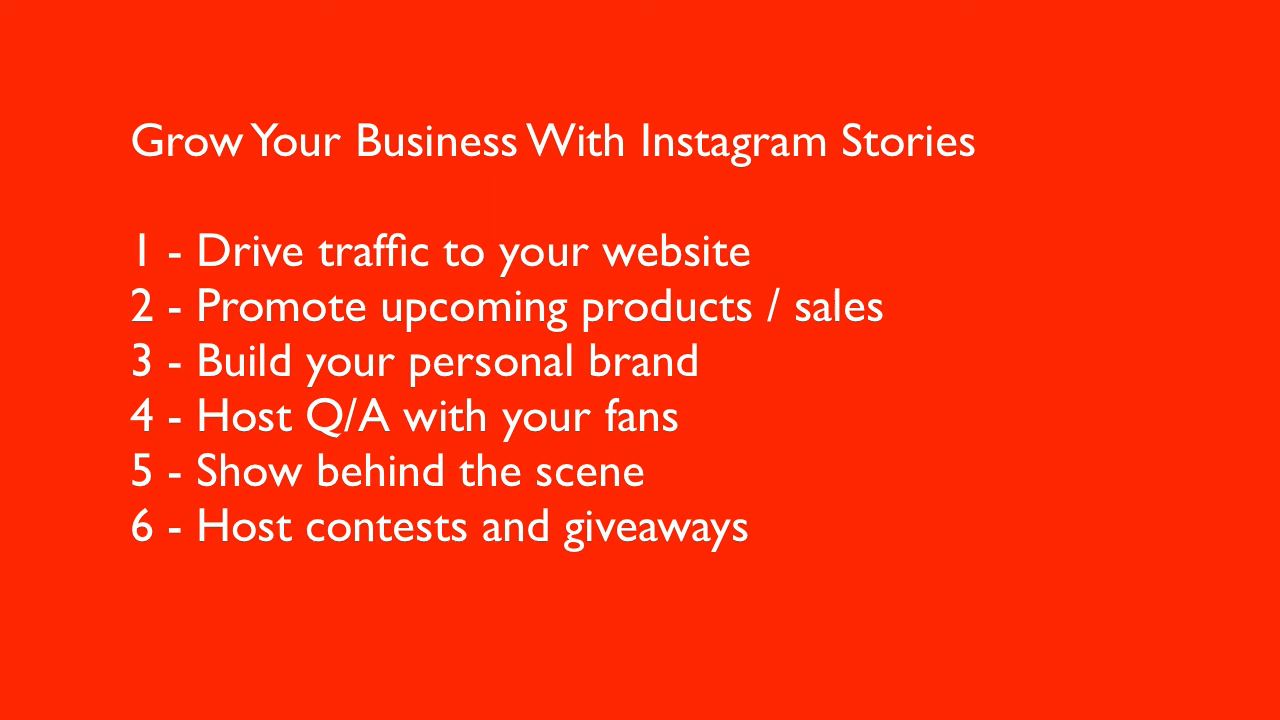 Grow Your Business With Instagram Stories
1 - Drive traffic to your website
2 - Promote upcoming products / sales
3 - Build your personal brand
4 - Host Q/A with your fans
5 - Show behind the scene
6 - Host contests and giveaways